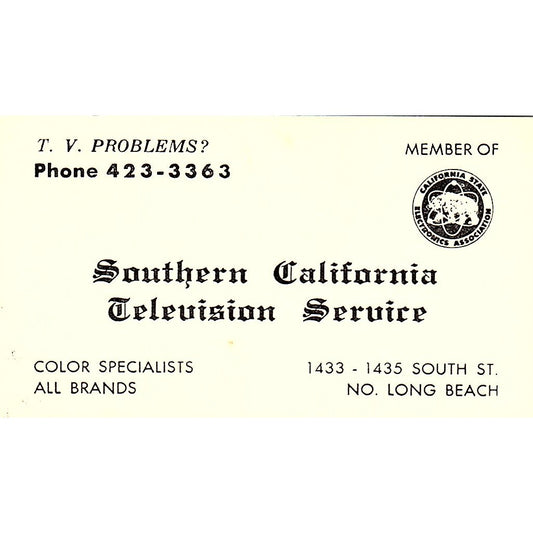 T. V. PROBLEMS?
Phone 423-3363
MEMBER OF
CALIFORNIA STATE
ELECTRONICS ASSOCIATION
Southern California
Television Service
COLOR SPECIALISTS
ALL BRANDS
1433 - 1435 SOUTH ST.
NO. LONG BEACH